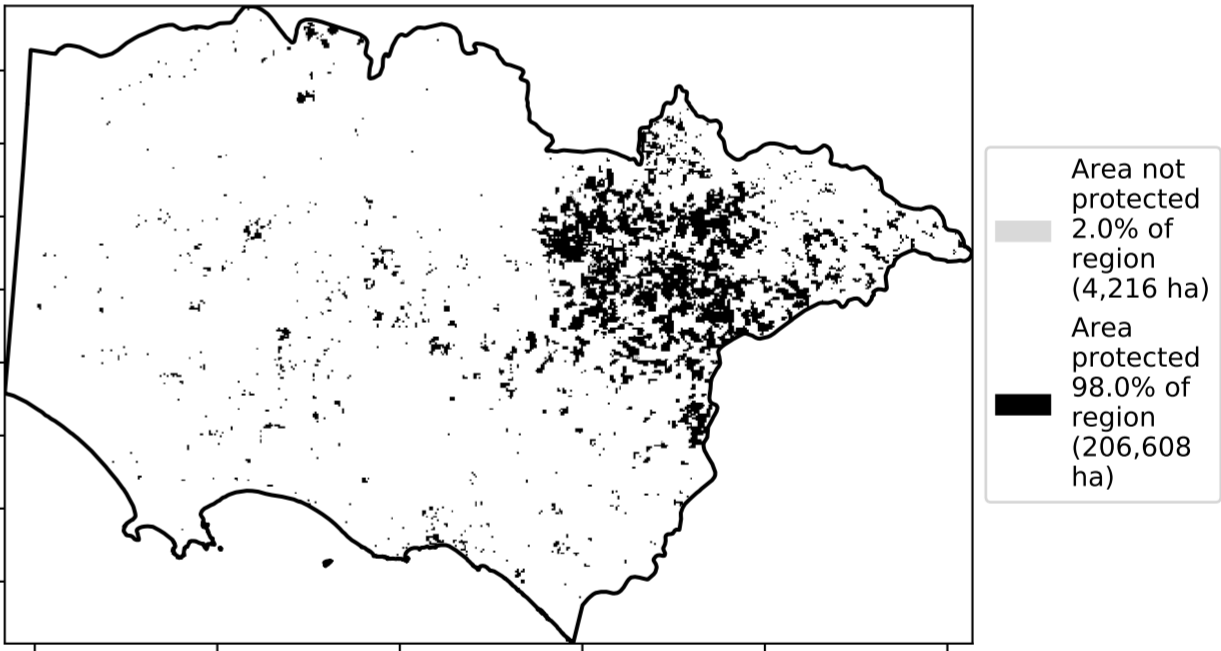 Area not
protected
2.0% of
region
(4,216 ha)
Area
protected
98.0% of
region
(206,608
ha)